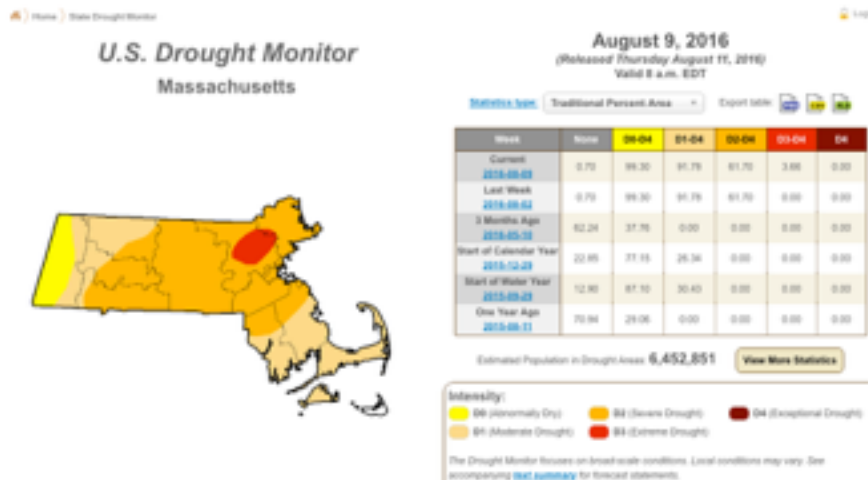 Home State Drought Monitor
Log
U.S. Drought Monitor
Massachusetts
August 9, 2016
(Released Thursday August 11, 2016)
Valid 8 a.m. EDT
Statistics type: Traditional Percent Area Export table:
Week None D0-D4 D1-D4 D2-D4 D3-D4 D4
Current 0.70 99.30 91.79 61.70 3.66 0.00
2016-08-09
Last Week 0.70 99.30 91.79 61.70 0.00 0.00
2016-08-02
3 Months Ago 62.24 37.76 0.00 0.00 0.00 0.00
2016-05-10
Start of Calendar Year 22.85 77.15 26.34 0.00 0.00 0.00
2015-12-29
Start of Water Year 12.90 87.10 30.43 0.00 0.00 0.00
2015-09-29
One Year Ago 70.94 29.06 0.00 0.00 0.00 0.00
2015-08-11
Estimated Population in Drought Areas: 6,452,851 View More Statistics
Intensity:
D0 (Abnormally Dry) D2 (Severe Drought) D4 (Exceptional Drought)
D1 (Moderate Drought) D3 (Extreme Drought)
The Drought Monitor focuses on broad-scale conditions. Local conditions may vary. See
accompanying text summary for forecast statements.